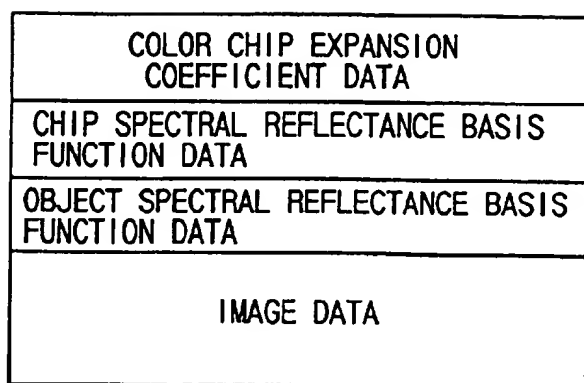 COLOR CHIP EXPANSION
COEFFICIENT DATA
CHIP SPECTRAL REFLECTANCE BASIS
FUNCTION DATA
OBJECT SPECTRAL REFLECTANCE BASIS
FUNCTION DATA
IMAGE DATA